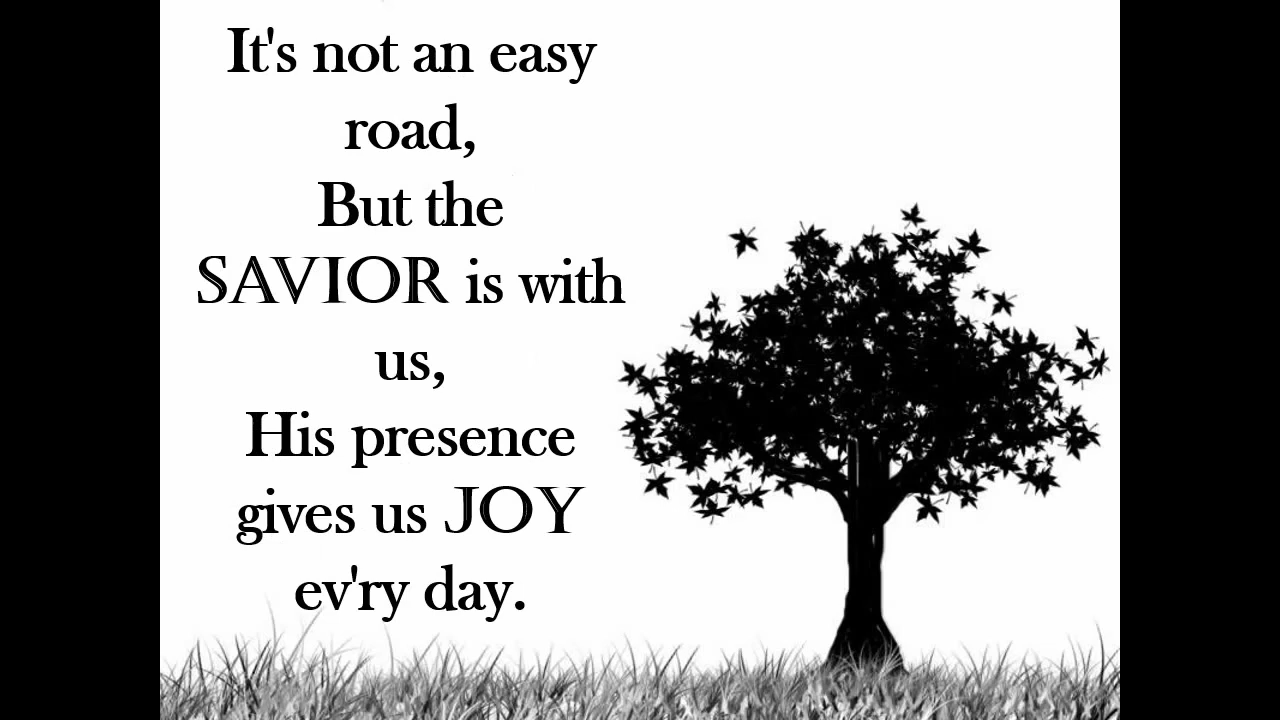 It's not an easy
road,
But the
SAVIOR is with
us,
His presence
gives us JOY
ev'ry day.